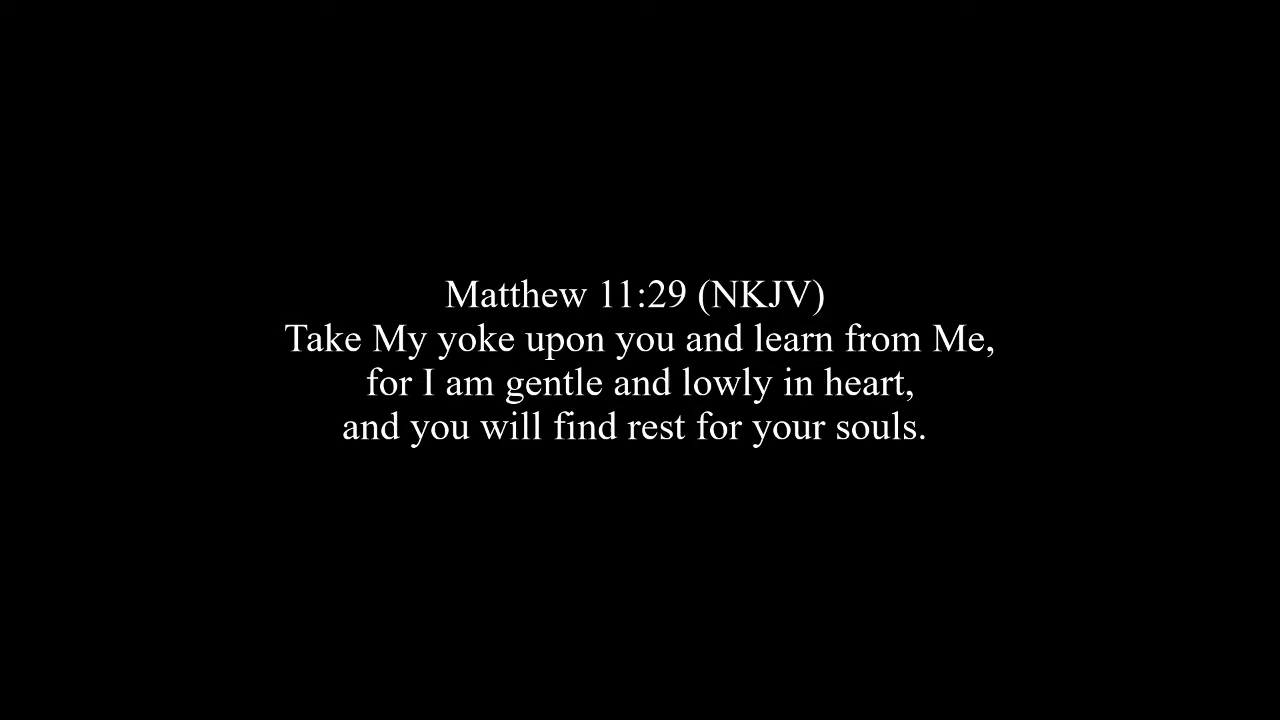 Matthew 11:29 (NKJV)
Take My yoke upon you and learn from Me,
for I am gentle and lowly in heart,
and you will find rest for your souls.